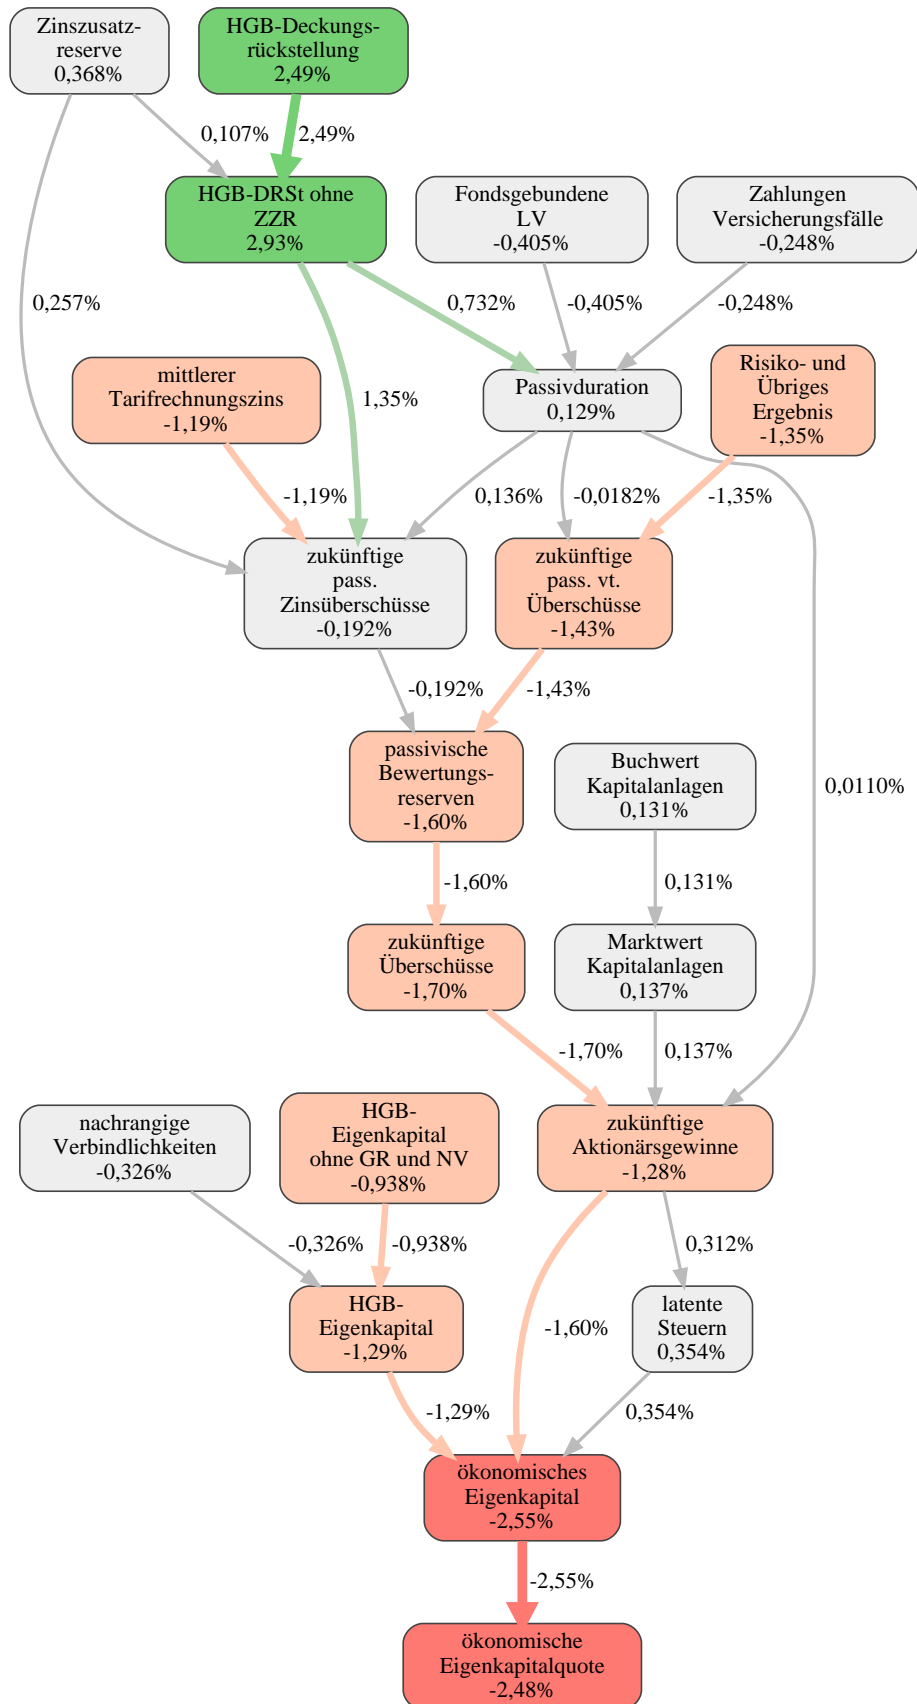 Zinszusatz-
reserve
0,368%
HGB-Deckungs-
rückstellung
2,49%
0,107%
2,49%
HGB-DRSt ohne
ZZR
2,93%
Fondsgebundene
LV
-0,405%
Zahlungen
Versicherungsfälle
-0,248%
0,257%
0,732%
-0,405%
-0,248%
mittlerer
Tarifrechnungszins
-1,19%
1,35%
Passivduration
0,129%
Risiko- und
Übriges
Ergebnis
-1,35%
-1,19%
0,136%
-0,0182%
-1,35%
zukünftige
pass.
Zinsüberschüsse
-0,192%
zukünftige
pass. vt.
Überschüsse
-1,43%
-0,192%
-1,43%
passivische
Bewertungs-
reserven
-1,60%
Buchwert
Kapitalanlagen
0,131%
0,0110%
-1,60%
0,131%
zukünftige
Überschüsse
-1,70%
Marktwert
Kapitalanlagen
0,137%
-1,70%
0,137%
nachrangige
Verbindlichkeiten
-0,326%
HGB-
Eigenkapital
ohne GR und NV
-0,938%
zukünftige
Aktionärsgewinne
-1,28%
-0,326%
-0,938%
0,312%
HGB-
Eigenkapital
-1,29%
-1,60%
latente
Steuern
0,354%
-1,29%
0,354%
ökonomisches
Eigenkapital
-2,55%
-2,55%
ökonomische
Eigenkapitalquote
-2,48%